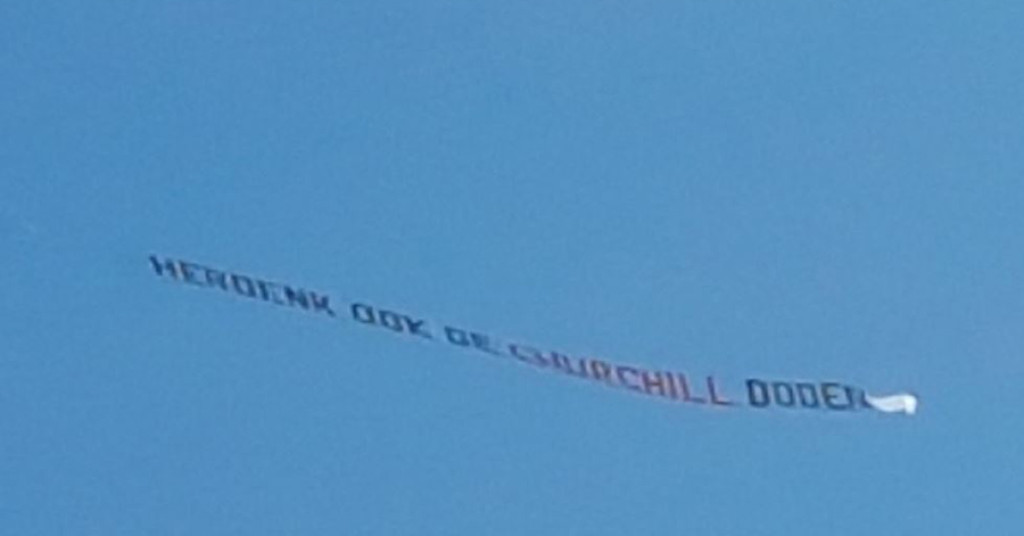 HERDENK OOK DE CHURCHILL DODEN